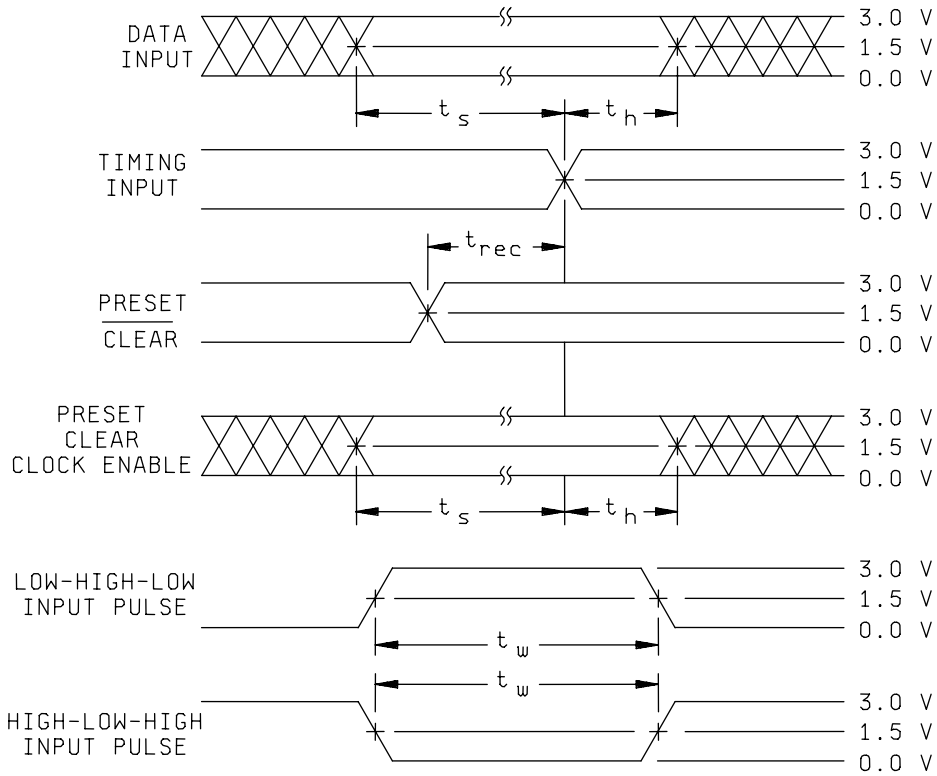 DATA
INPUT
3.0 V
1.5 V
0.0 V
t s
t h
TIMING
INPUT
3.0 V
1.5 V
0.0 V
t rec
PRESET
CLEAR
3.0 V
1.5 V
0.0 V
PRESET
CLEAR
CLOCK ENABLE
3.0 V
1.5 V
0.0 V
t s
t h
LOW-HIGH-LOW
INPUT PULSE
3.0 V
1.5 V
0.0 V
t w
t w
HIGH-LOW-HIGH
INPUT PULSE
3.0 V
1.5 V
0.0 V